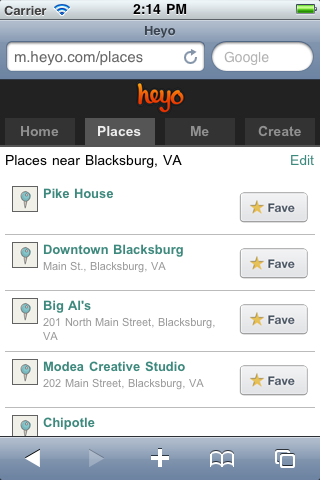 Carrier 2:14 PM
Heyo
m.heyo.com/places Google
heyo
Home Places Me Create
Places near Blacksburg, VA Edit
Pike House
Fave
Downtown Blacksburg
Main St., Blacksburg, VA
Fave
Big Al's
201 North Main Street, Blacksburg,
VA
Fave
Modea Creative Studio
202 Main Street, Blacksburg, VA
Fave
Chipotle